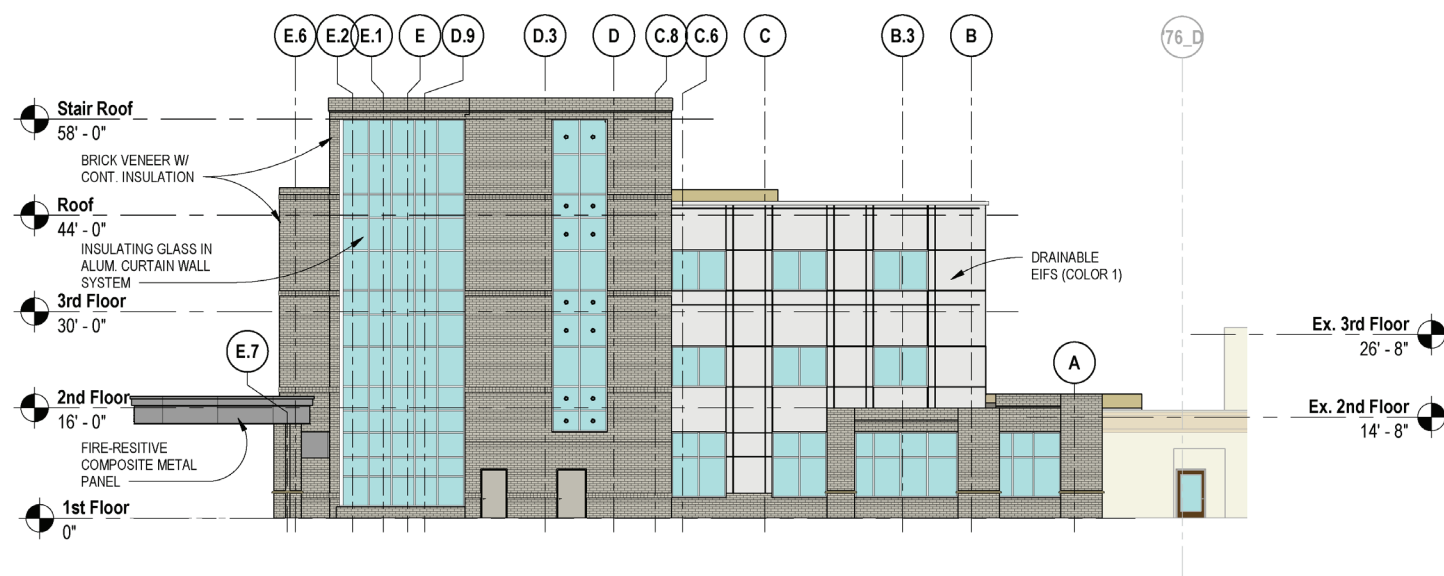 E.6
E.2
E.1
E
D.9
D.3
D
C.8
C.6
C
B.3
B
'76_D
Stair Roof
58' - 0"
BRICK VENEER W/
CONT. INSULATION
Roof
44' - 0"
INSULATING GLASS IN
ALUM. CURTAIN WALL
SYSTEM
DRAINABLE
EIFS (COLOR 1)
3rd Floor
30' - 0"
Ex. 3rd Floor
26' - 8"
E.7
A
2nd Floor
16' - 0"
Ex. 2nd Floor
14' - 8"
FIRE-RESITIVE
COMPOSITE METAL
PANEL
1st Floor
0"